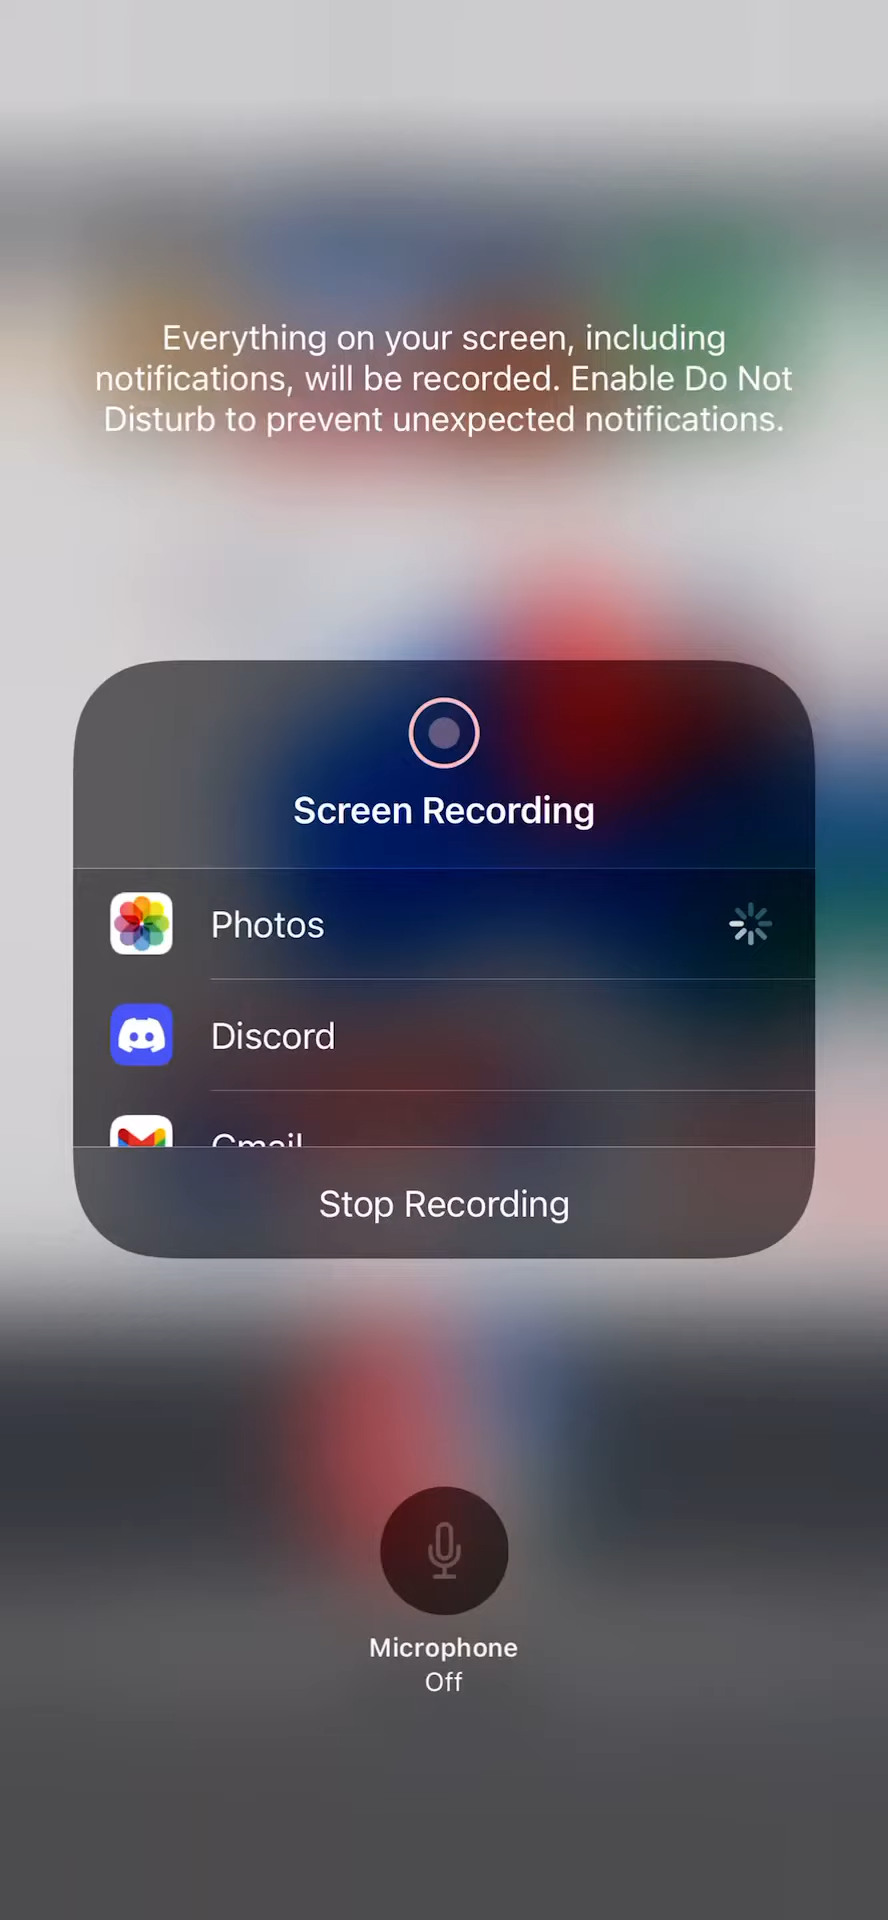 Everything on your screen, including
notifications, will be recorded. Enable Do Not
Disturb to prevent unexpected notifications.
Screen Recording
Photos
Discord
Gmail
Stop Recording
Microphone
Off